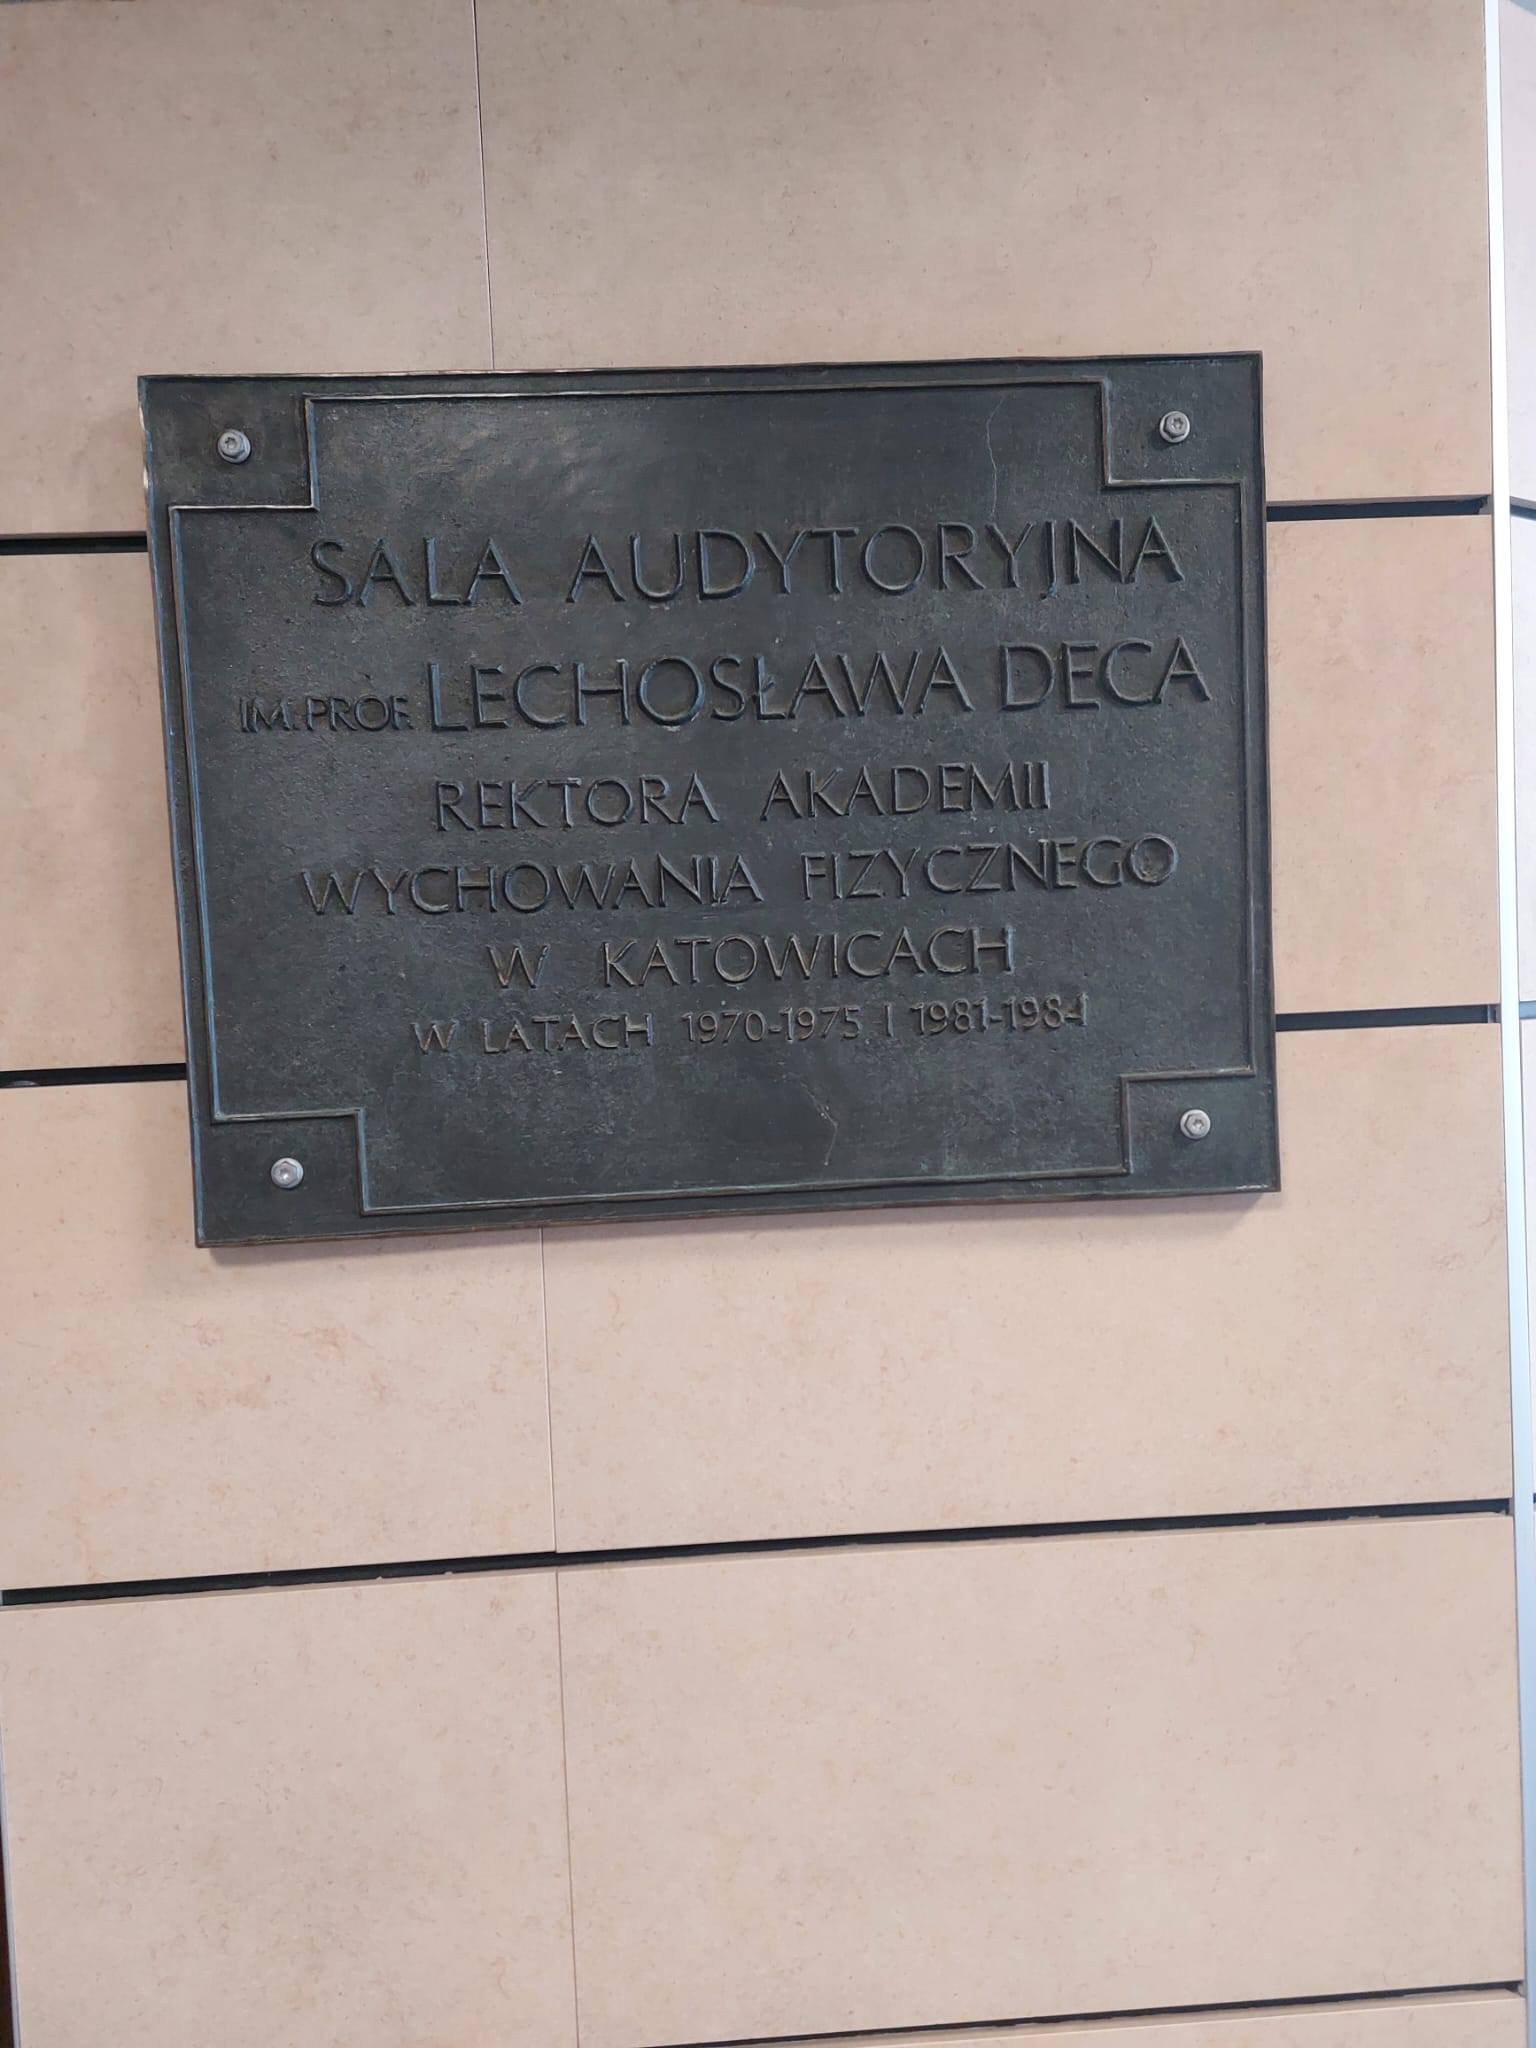 SALA AUDYTORYJNA
IM. PROF. LECHOSŁAWA DECA
REKTORA AKADEMII
WYCHOWANIA FIZYCZNEGO
W KATOWICACH
W LATACH 1970-1975 I 1981-1984